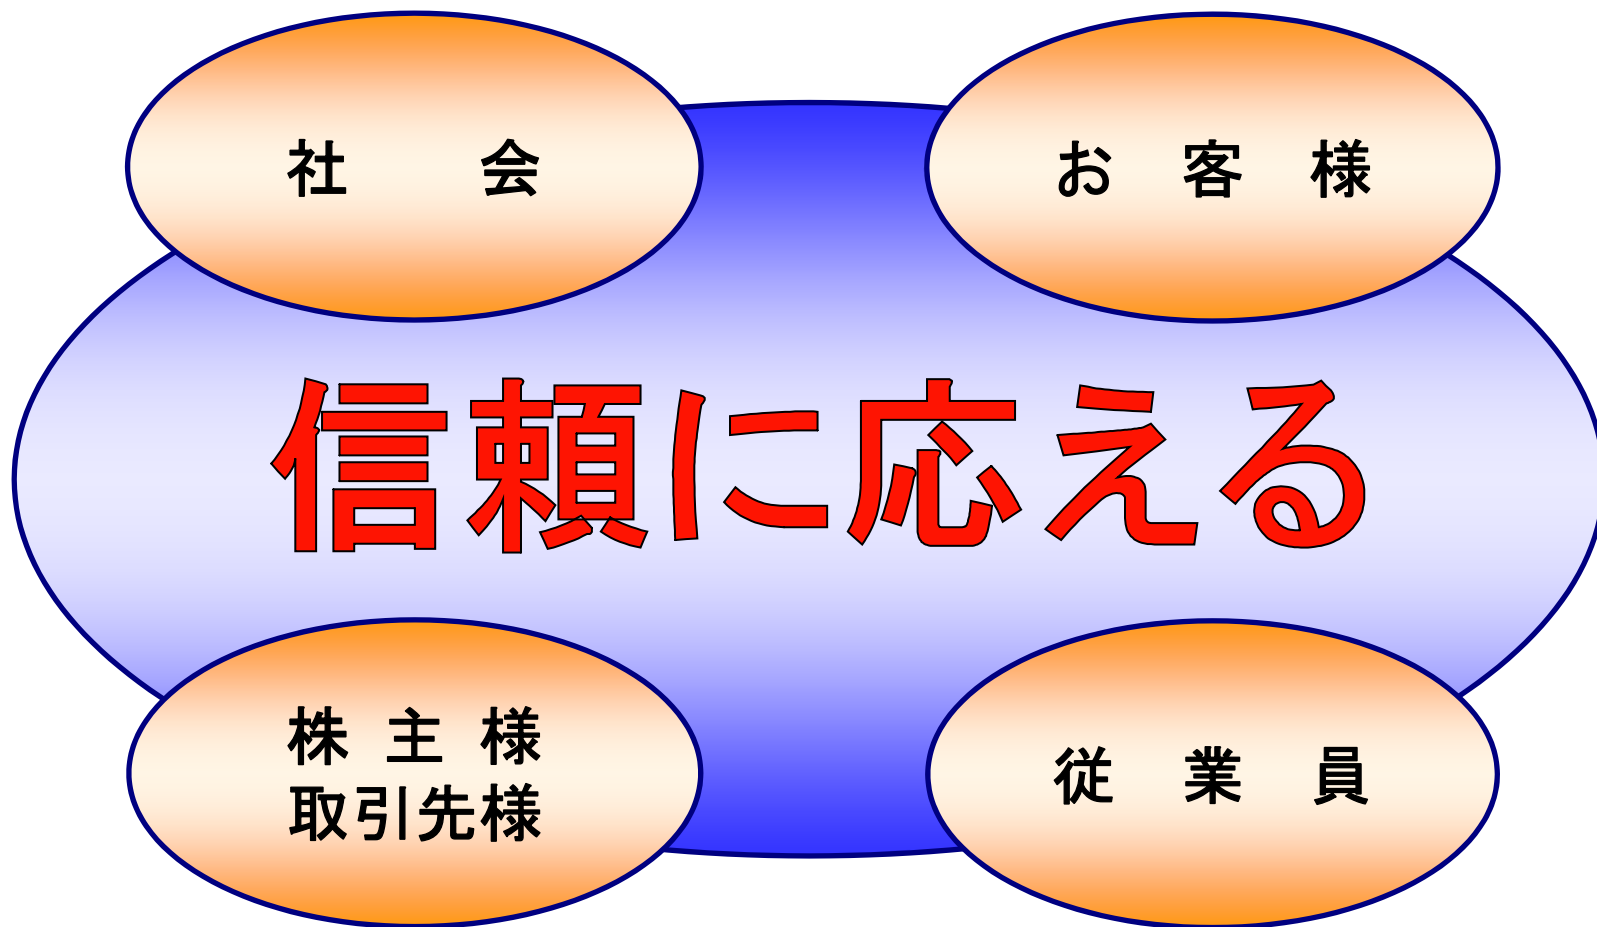 社会
お客様
信頼に応える
株主様
取引先様
従業員